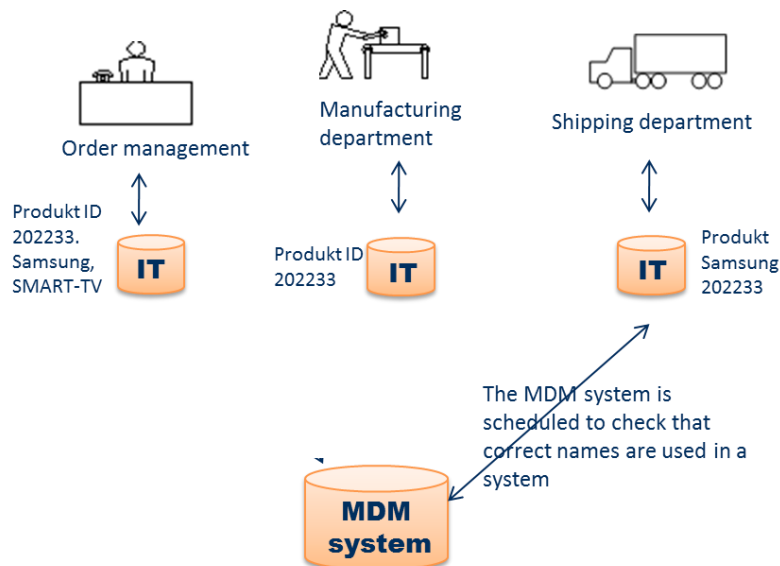 Order management
Manufacturing
department
Shipping department
Produkt ID
202233.
Samsung,
SMART-TV
IT
Produkt ID
202233
IT
IT
Produkt
Samsung
202233
The MDM system is
scheduled to check that
correct names are used in a
system
MDM
system